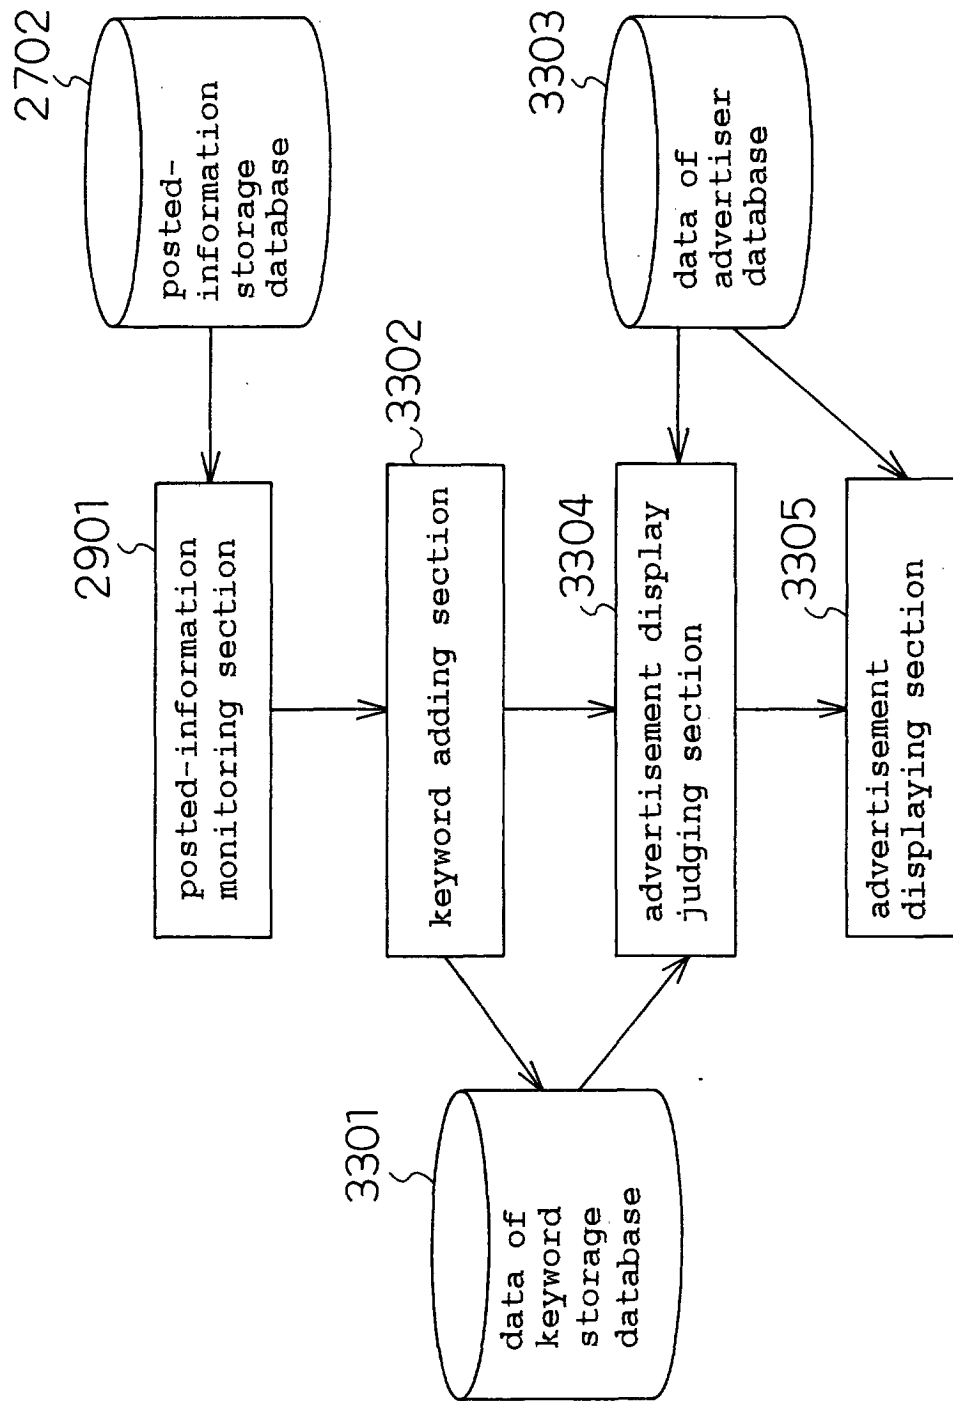 2702
posted-
information
storage
database
2901
posted-information
monitoring section
3302
keyword adding section
3301
data of
keyword
storage
database
3303
data of
advertiser
database
3304
advertisement display
judging section
3305
advertisement
displaying section